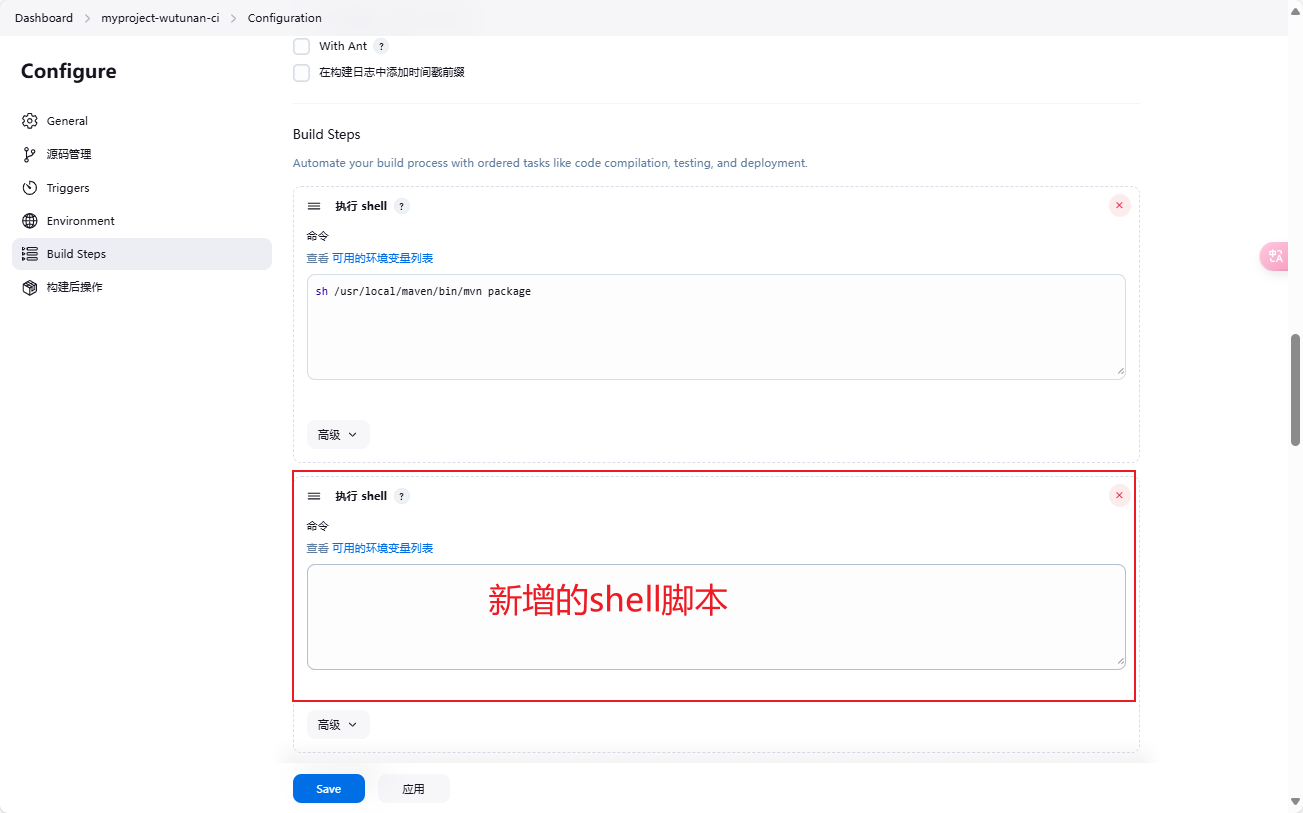 Dashboard > myproject-wutunan-ci > Configuration
Configure
General
源码管理
Triggers
Environment
Build Steps
构建后操作
With Ant ?
在构建日志中添加时间戳前缀
Build Steps
Automate your build process with ordered tasks like code compilation, testing, and deployment.
执行 shell ?
命令
查看 可用的环境变量列表
sh /usr/local/maven/bin/mvn package
高级
执行 shell ?
命令
查看 可用的环境变量列表
新增的shell脚本
高级
Save
应用